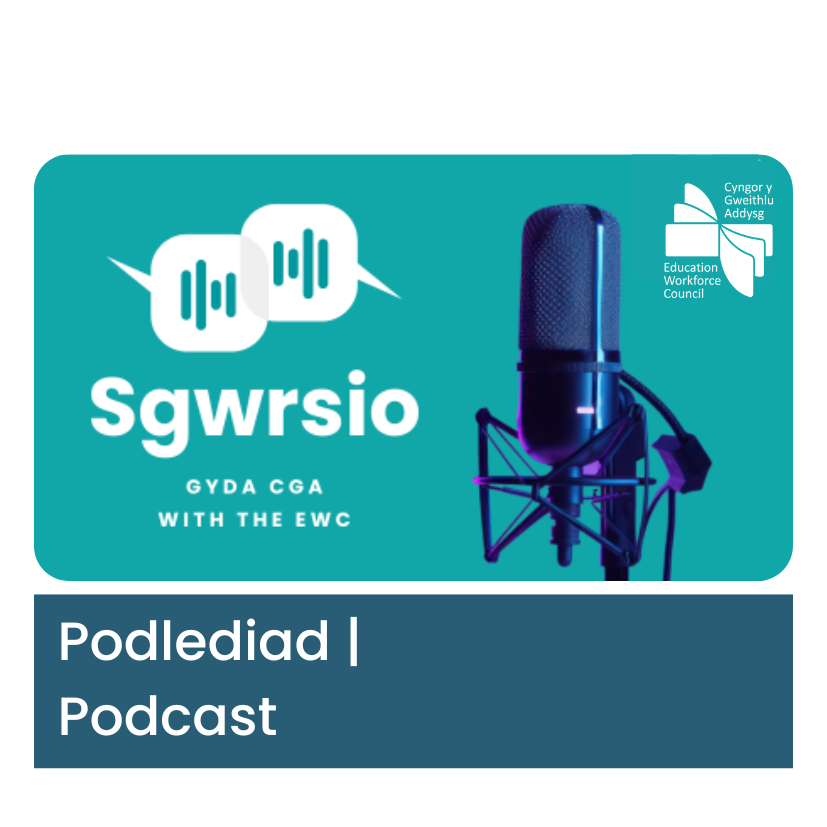 Cyngor y
Gweithlu
Addysg
Education
Workforce
Council
Sgwrsio
GYDA CGA
WITH THE EWC
Podlediad |
Podcast